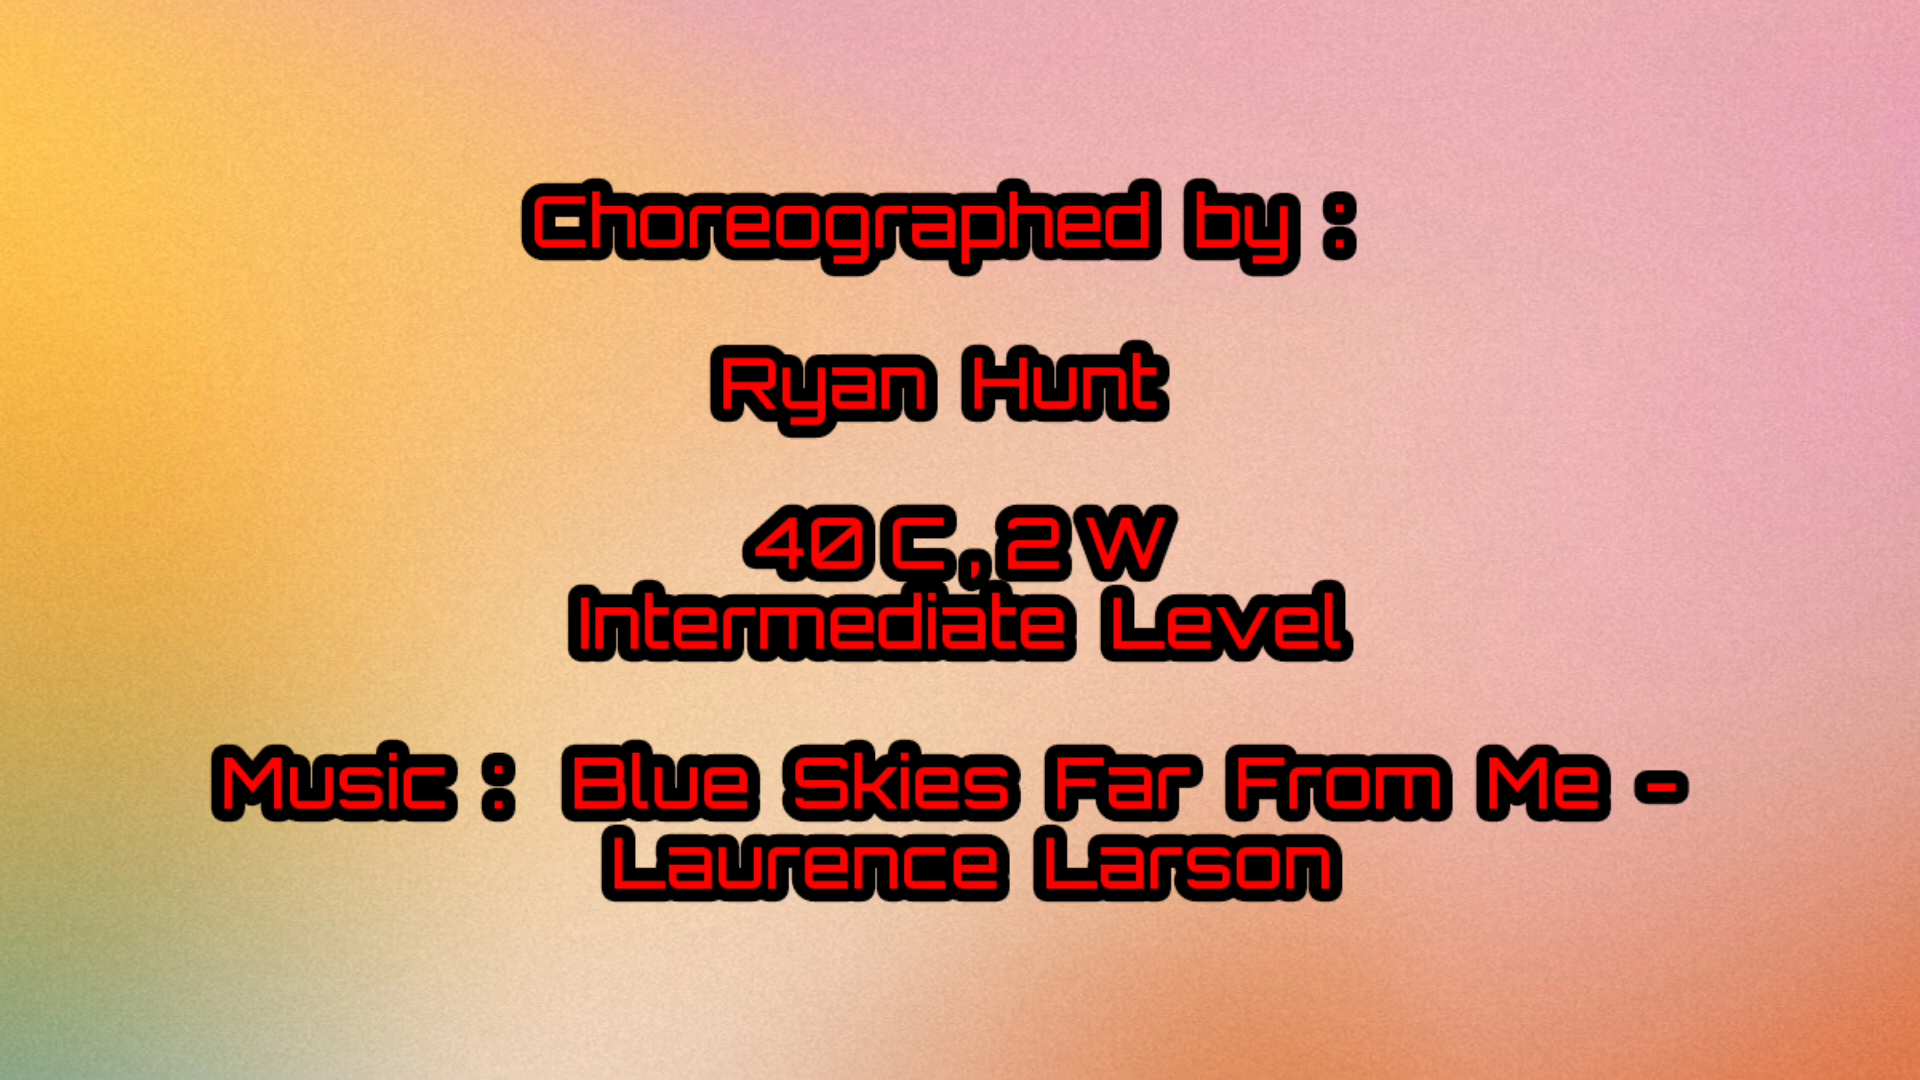 Choreographed by :
Ryan Hunt
40 C , 2 W
Intermediate Level
Music : Blue Skies Far From Me -
Laurence Larson